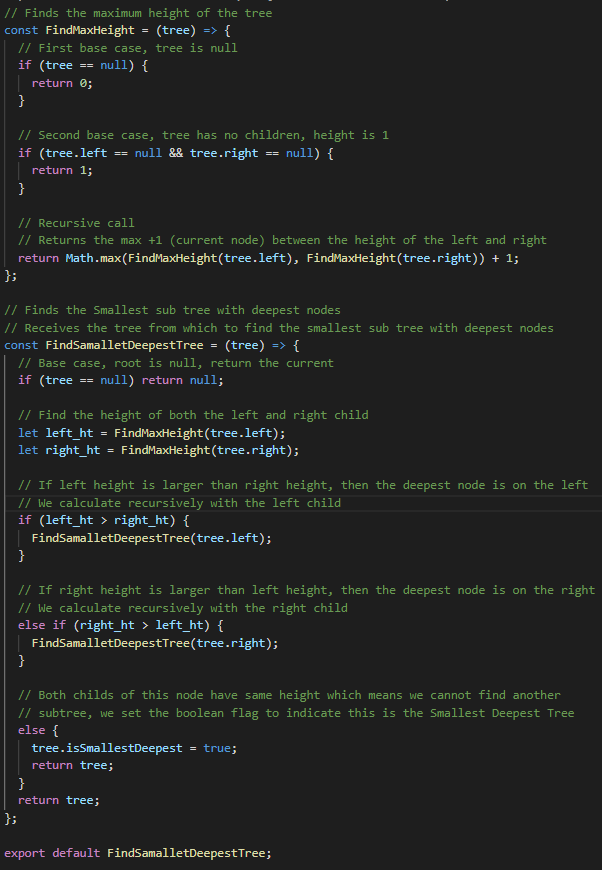 // Finds the maximum height of the tree
const FindMaxHeight = (tree) => {
  // First base case, tree is null
  if (tree == null) {
    return 0;
  }

  // Second base case, tree has no children, height is 1
  if (tree.left == null && tree.right == null) {
    return 1;
  }

  // Recursive call
  // Returns the max +1 (current node) between the height of the left and right
  return Math.max(FindMaxHeight(tree.left), FindMaxHeight(tree.right)) + 1;
};

// Finds the Smallest sub tree with deepest nodes
// Receives the tree from which to find the smallest sub tree with deepest nodes
const FindSamalletDeepestTree = (tree) => {
  // Base case, root is null, return the current
  if (tree == null) return null;

  // Find the height of both the left and right child
  let left_ht = FindMaxHeight(tree.left);
  let right_ht = FindMaxHeight(tree.right);

  // If left height is larger than right height, then the deepest node is on the left
  // We calculate recursively with the left child
  if (left_ht > right_ht) {
    FindSamalletDeepestTree(tree.left);
  }

  // If right height is larger than left height, then the deepest node is on the right
  // We calculate recursively with the right child
  else if (right_ht > left_ht) {
    FindSamalletDeepestTree(tree.right);
  }

  // Both childs of this node have same height which means we cannot find another
  // subtree, we set the boolean flag to indicate this is the Smallest Deepest Tree
  else {
    tree.isSmallestDeepest = true;
    return tree;
  }
  return tree;
};

export default FindSamalletDeepestTree;